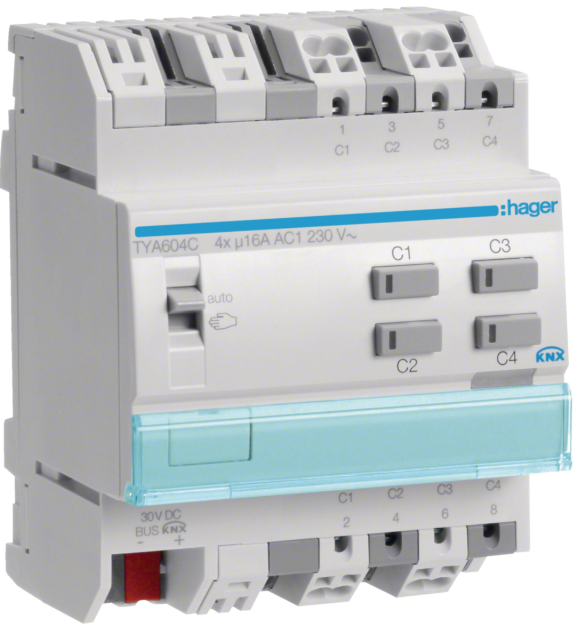 1 3 5 7
C1 C2 C3 C4
:hager
TYA604C 4x µ16A AC1 230 V~
C1 C3
auto
C2 C4
KNX
C1 C2 C3 C4
2 4 6 8
30V DC
BUS KNX
- +